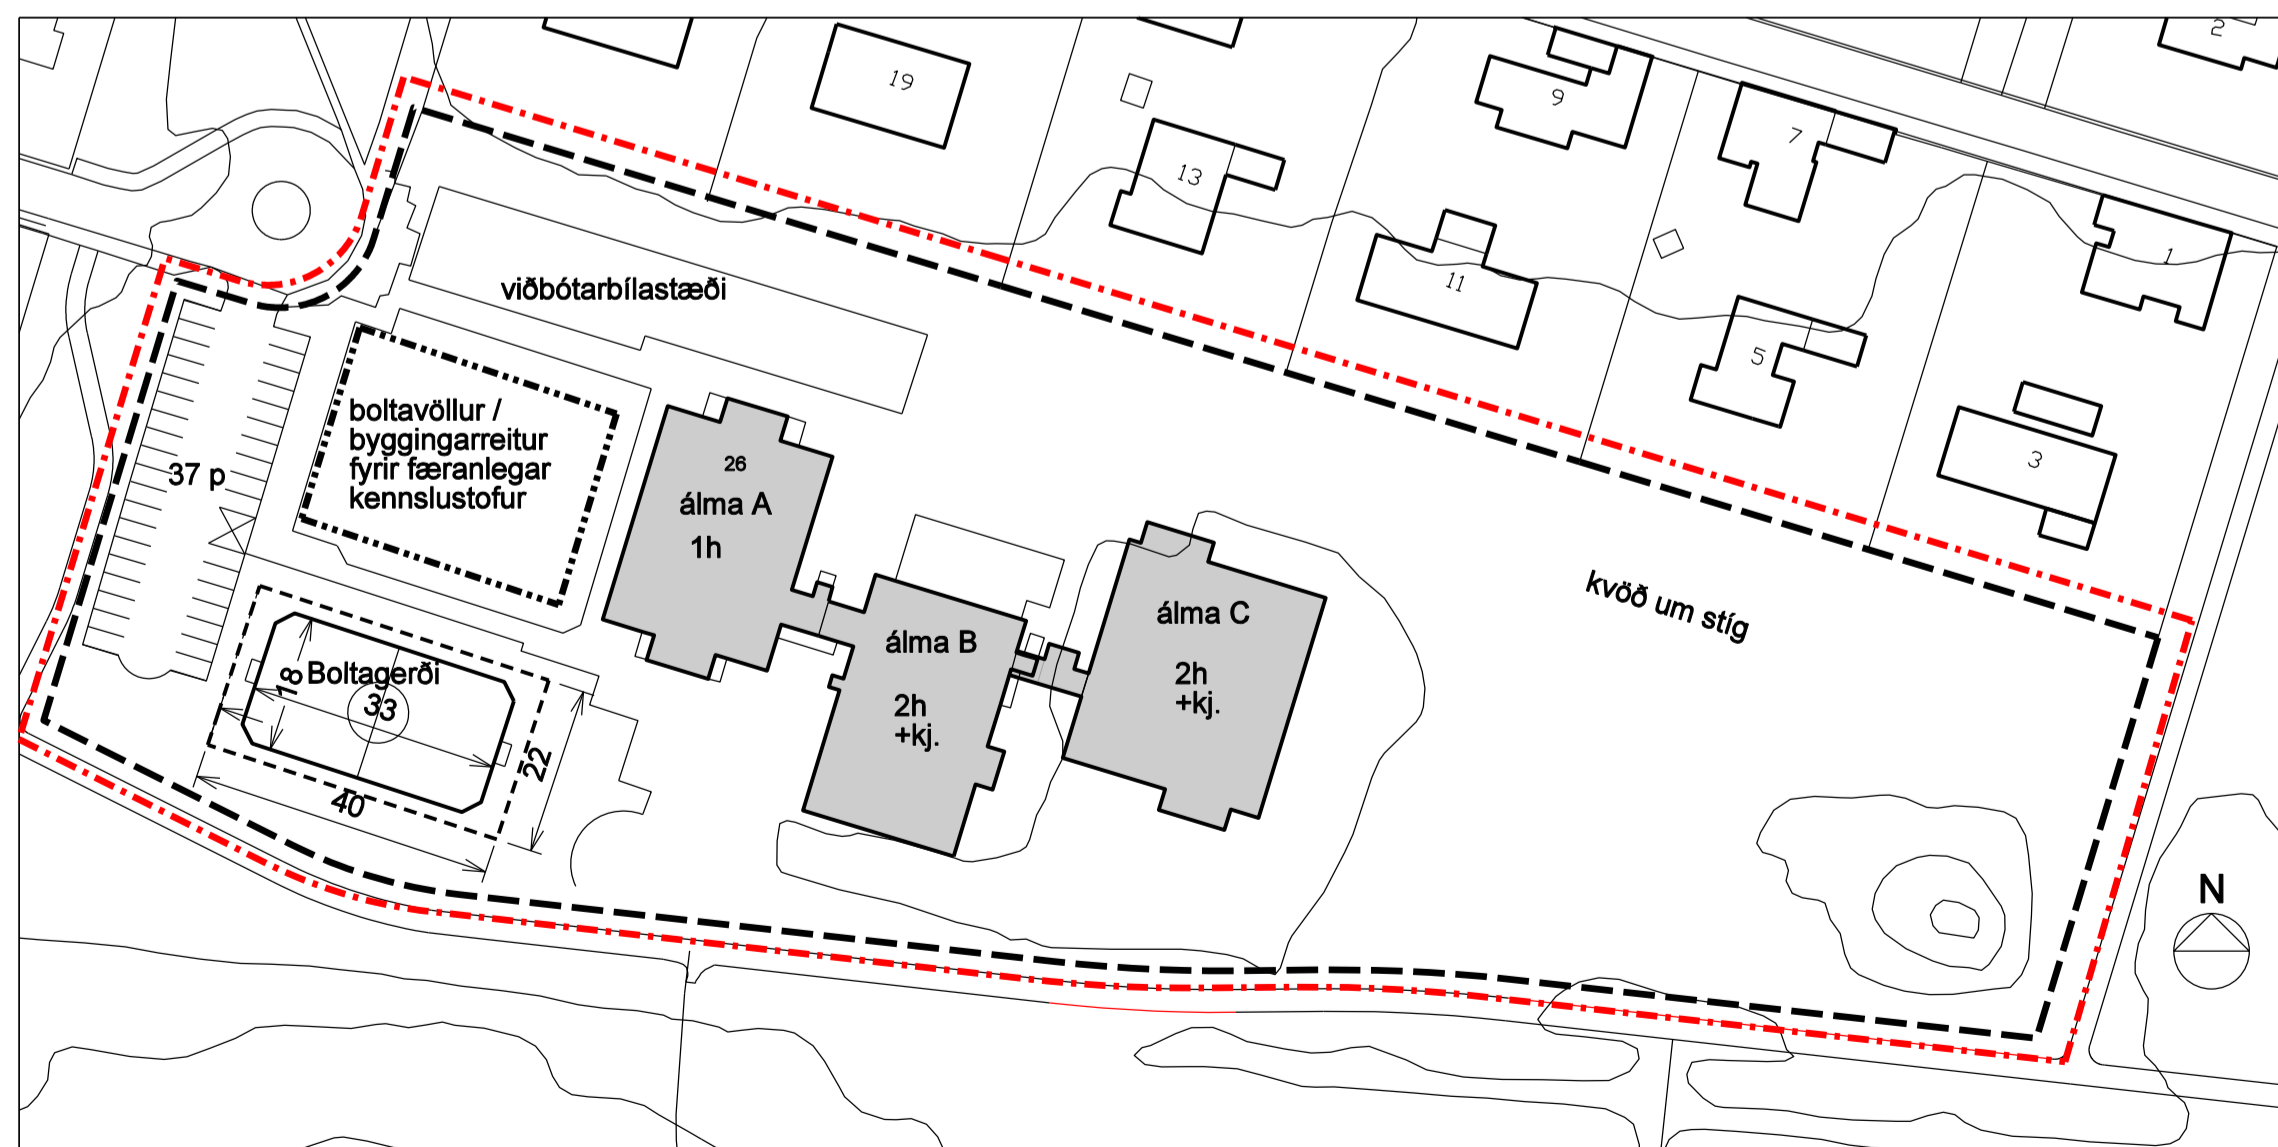 2
19
9
7
13
1
11
5
3
viðbótarbílastæði
boltavöllur /
byggingarreitur
fyrir færanlegar
kennslustofur
37 p
26
álma A
1h
álma B
2h
+kj.
álma C
2h
+kj.
kvöð um stíg
Boltagerði
18
33
22
40
N